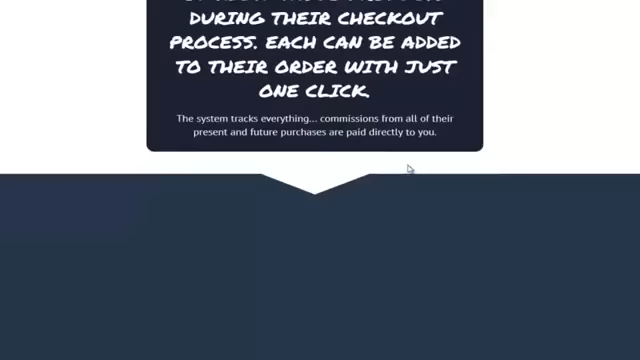 DURING THEIR CHECKOUT
PROCESS. EACH CAN BE ADDED
TO THEIR ORDER WITH JUST
ONE CLICK.
The system tracks everything... commissions from all of their
present and future purchases are paid directly to you.